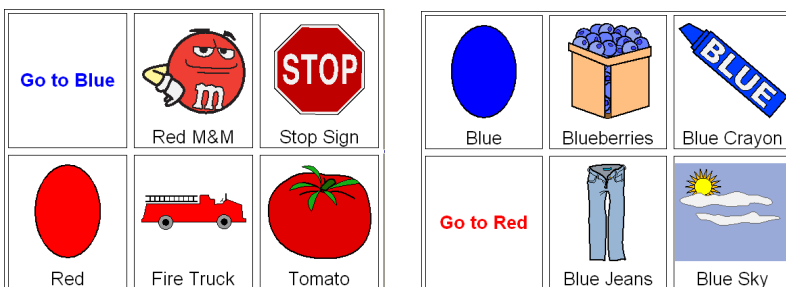 Go to Blue
m
Red M&M
STOP
Stop Sign
Red
Fire Truck
Tomato
Blue
Blueberries
BLUE
Blue Crayon
Go to Red
Blue Jeans
Blue Sky